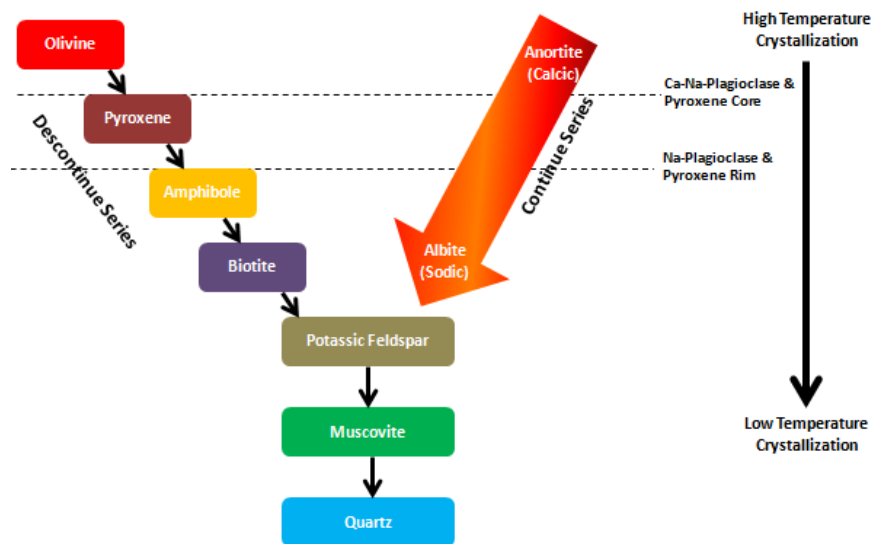 Olivine
Pyroxene
Descontinue Series
Amphibole
Biotite
Anortite
(Calcic)
Continue Series
Albite
(Sodic)
Potassic Feldspar
Muscovite
Quartz
High Temperature
Crystallization
Ca-Na-Plagioclase &
Pyroxene Core
Na-Plagioclase &
Pyroxene Rim
Low Temperature
Crystallization